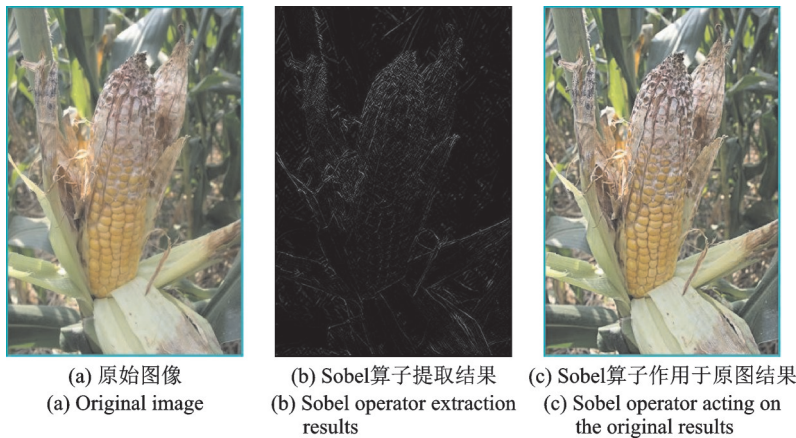 (a) 原始图像
(a) Original image
(b) Sobel算子提取结果
(b) Sobel operator extraction
results
(c) Sobel算子作用于原图结果
(c) Sobel operator acting on
the original results